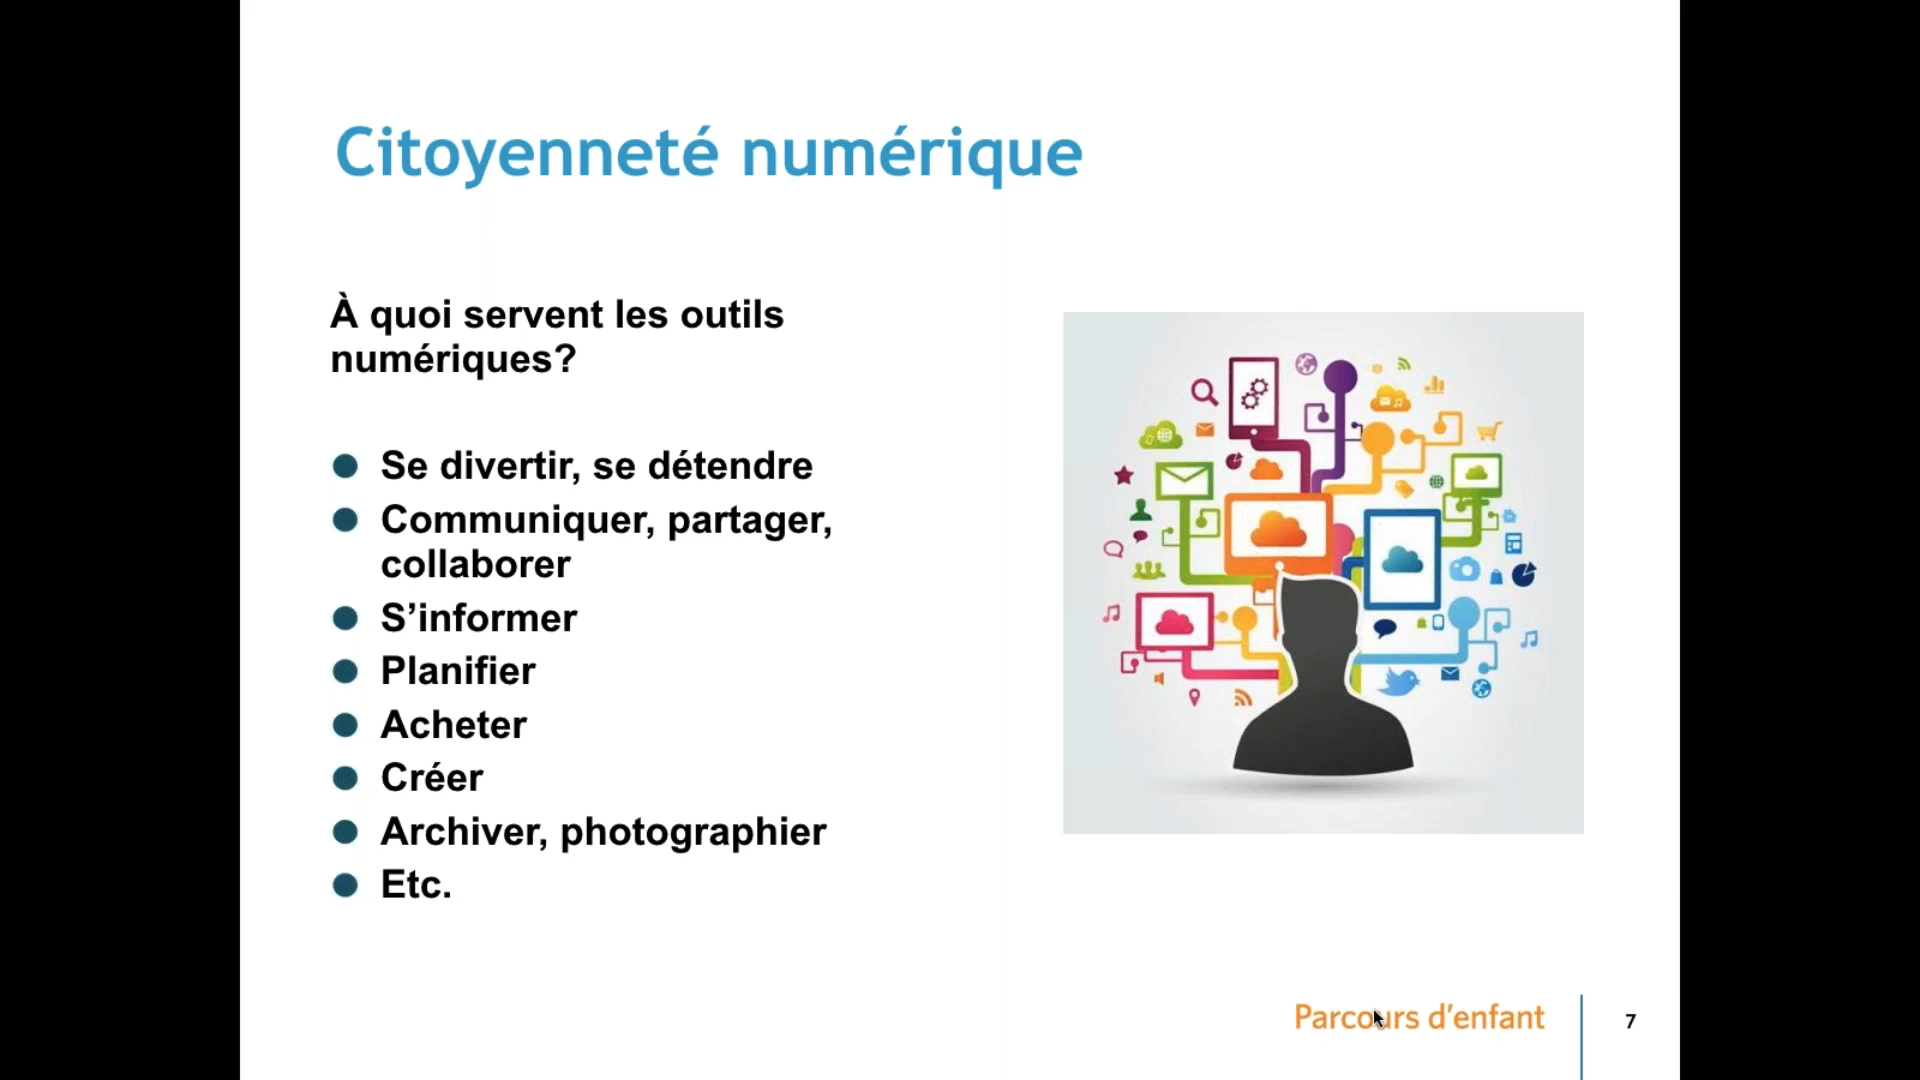 Citoyenneté numérique
À quoi servent les outils
numériques?
Se divertir, se détendre
Communiquer, partager,
collaborer
S’informer
Planifier
Acheter
Créer
Archiver, photographier
Etc.
Parcours d’enfant
7